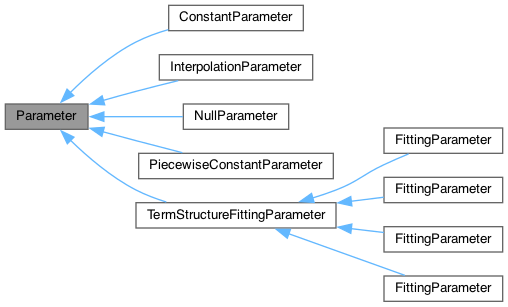 ConstantParameter
InterpolationParameter
Parameter
NullParameter
PiecewiseConstantParameter
TermStructureFittingParameter
FittingParameter
FittingParameter
FittingParameter
FittingParameter